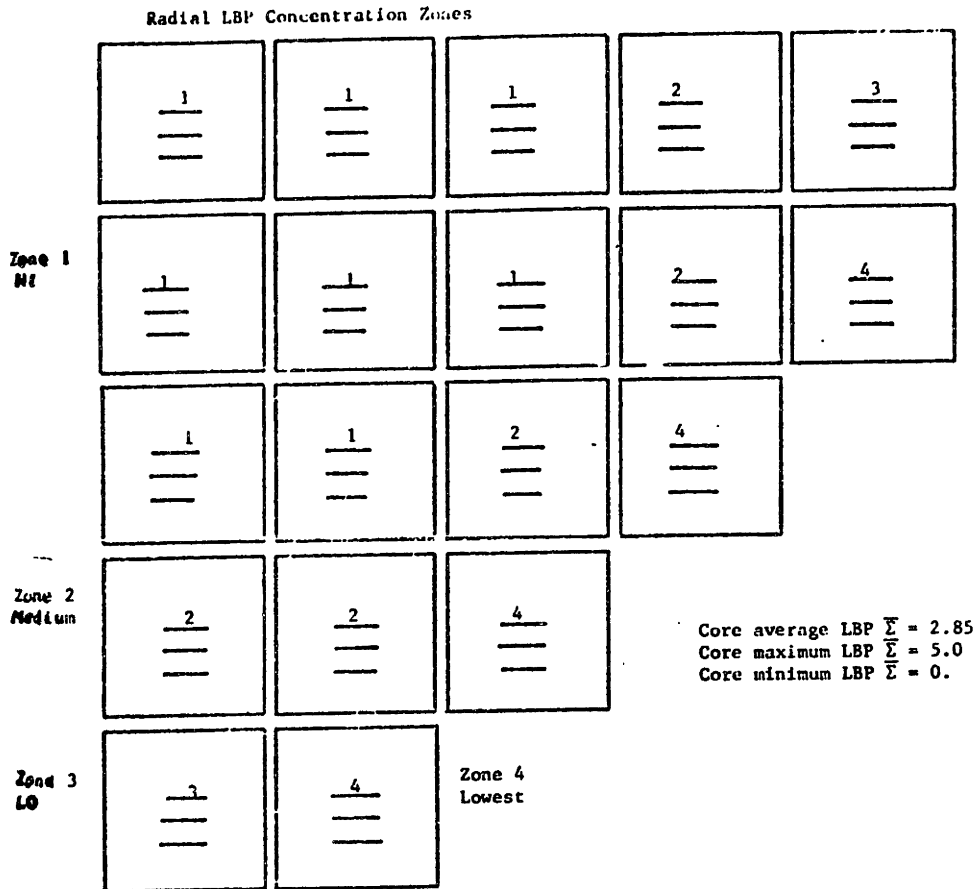 Radial LBP Concentration Zones
1 1 1 2 3
Zone 1
HI
1 1 1 2 4
1 1 2 4
Zone 2
Medium
2 2 4
Core average LBP Σ̅ = 2.85
Core maximum LBP Σ̅ = 5.0
Core minimum LBP Σ̅ = 0.
Zone 3
LO
3 4
Zone 4
Lowest